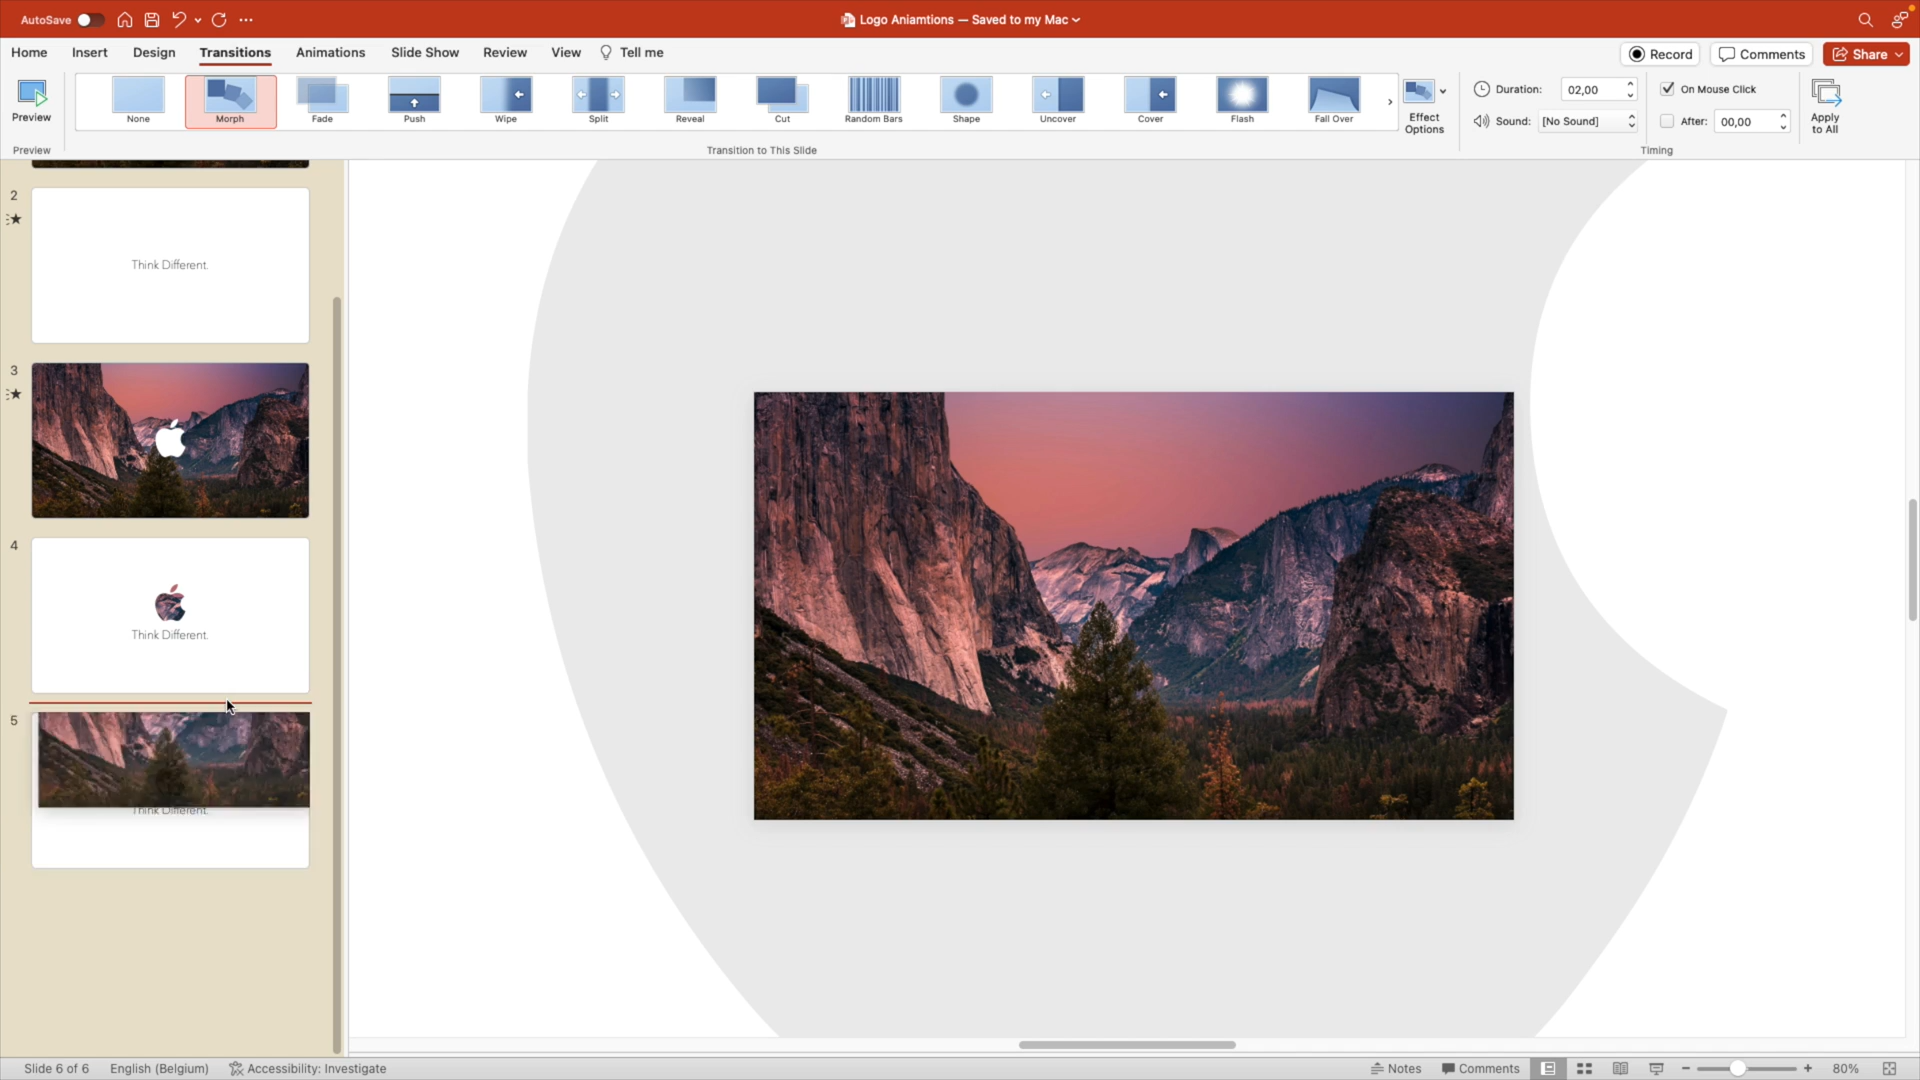 AutoSave
Logo Aniamtions — Saved to my Mac
Home Insert Design Transitions Animations Slide Show Review View Tell me
Record Comments Share
Preview
None Morph Fade Push Wipe Split Reveal Cut Random Bars Shape Uncover Cover Flash Fall Over
Effect
Options
Duration: 02,00
On Mouse Click
Sound: [No Sound]
After: 00,00
Apply
to All
Preview
Transition to This Slide
Timing
2
Think Different.
3
4
Think Different.
5
Think Different.
Slide 6 of 6 English (Belgium) Accessibility: Investigate
Notes Comments 80%